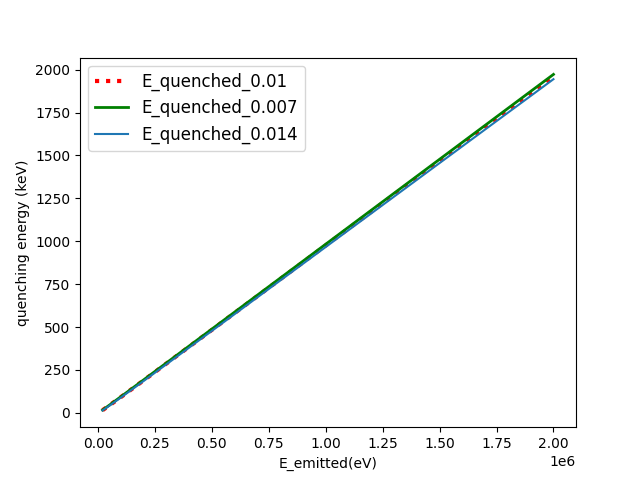 E_quenched_0.01
E_quenched_0.007
E_quenched_0.014
quenching energy (keV)
2000
1750
1500
1250
1000
750
500
250
0
0.00 0.25 0.50 0.75 1.00 1.25 1.50 1.75 2.00
1e6
E_emitted(eV)